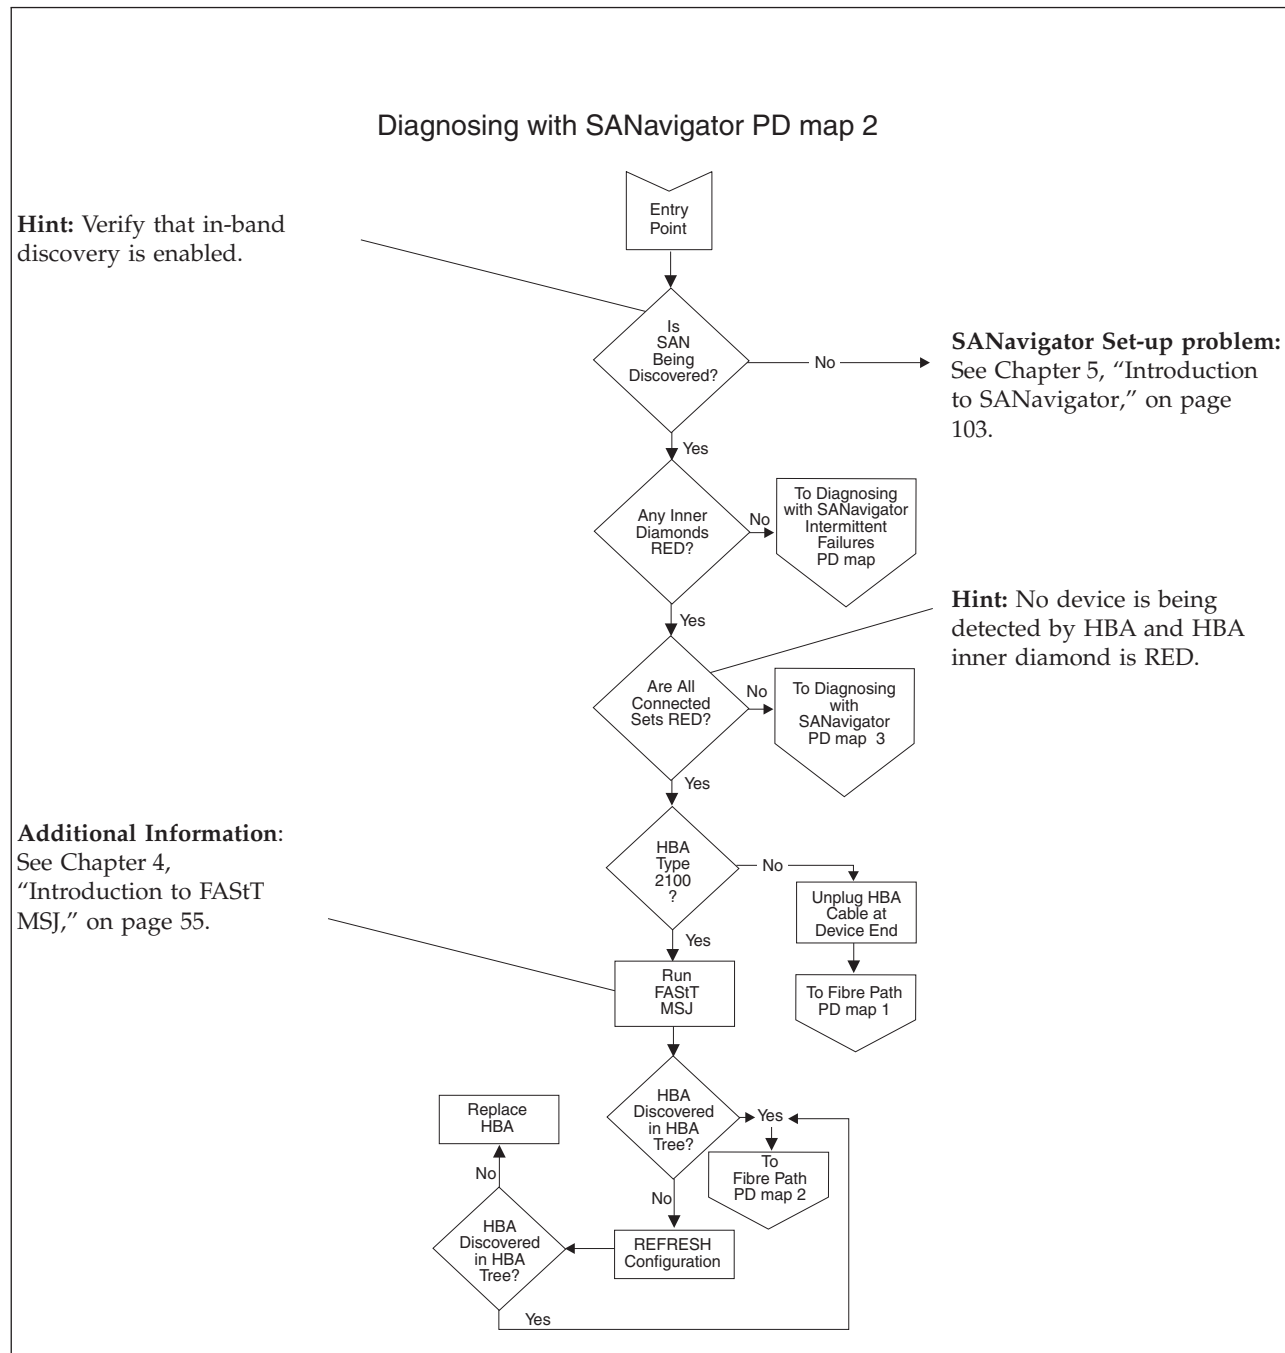 Diagnosing with SANavigator PD map 2
Entry
Point
Hint: Verify that in-band
discovery is enabled.
Is
SAN
Being
Discovered?
No
SANavigator Set-up problem:
See Chapter 5, “Introduction
to SANavigator,” on page
103.
Yes
Any Inner
Diamonds
RED?
No
To Diagnosing
with SANavigator
Intermittent
Failures
PD map
Yes
Hint: No device is being
detected by HBA and HBA
inner diamond is RED.
Are All
Connected
Sets RED?
No
To Diagnosing
with
SANavigator
PD map 3
Yes
HBA
Type
2100
?
No
Unplug HBA
Cable at
Device End
To Fibre Path
PD map 1
Yes
Additional Information:
See Chapter 4,
“Introduction to FAStT
MSJ,” on page 55.
Run
FAStT
MSJ
HBA
Discovered
in HBA
Tree?
Yes
To
Fibre Path
PD map 2
No
REFRESH
Configuration
HBA
Discovered
in HBA
Tree?
No
Replace
HBA
Yes